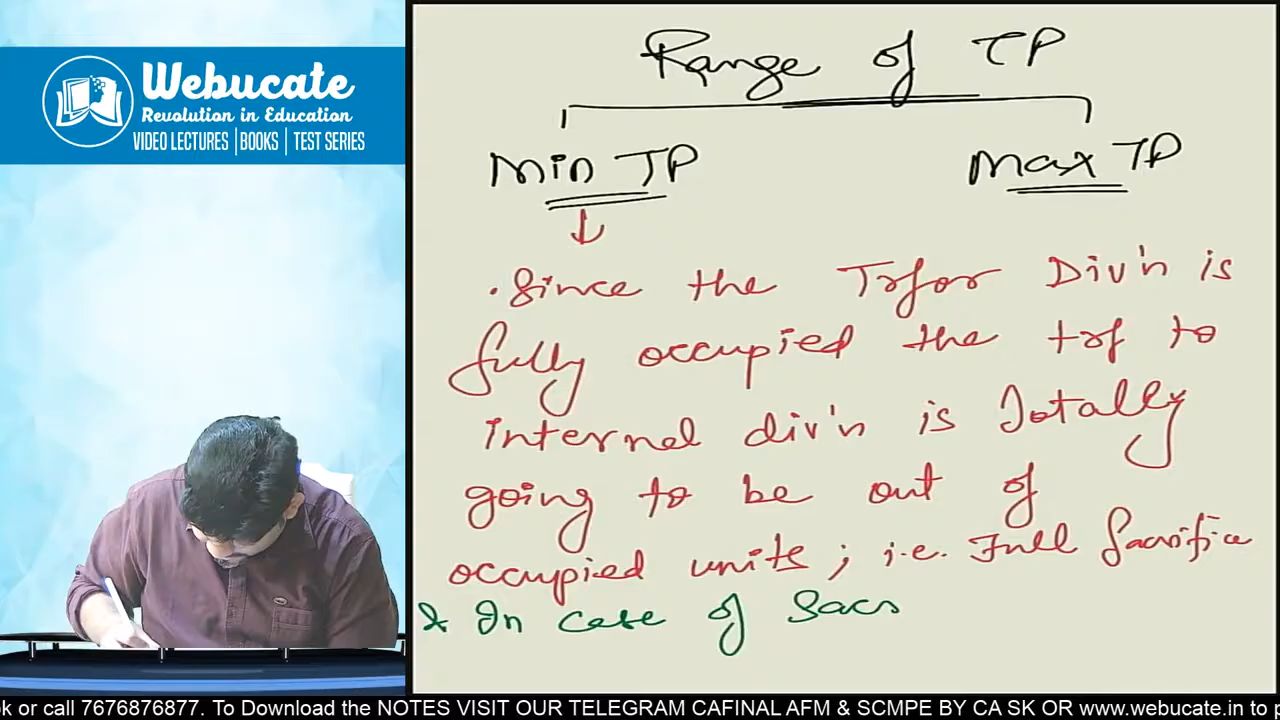 Webucate
Revolution in Education
VIDEO LECTURES | BOOKS | TEST SERIES
Range of TP
Min TP
Max TP
. Since the Trfor Div'n is
fully occupied the trf to
internal div'n is Totally
going to be out of
occupied units ; i.e. Full Sacrifice
& In case of Sacr
ok or call 7676876877. To Download the NOTES VISIT OUR TELEGRAM CAFINAL AFM & SCMPE BY CA SK OR www.webucate.in to p